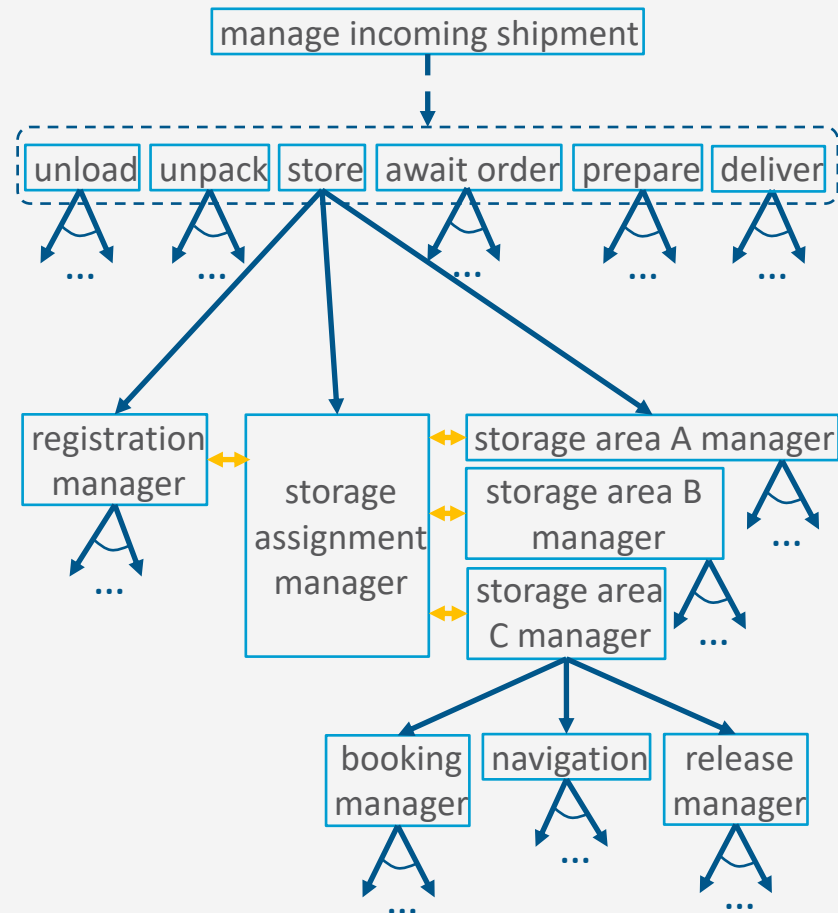 manage incoming shipment
unload
unpack
store
await order
prepare
deliver
...
...
...
...
...
registration
manager
storage
assignment
manager
storage area A manager
storage area B
manager
storage area
C manager
...
...
...
booking
manager
navigation
release
manager
...
...
...